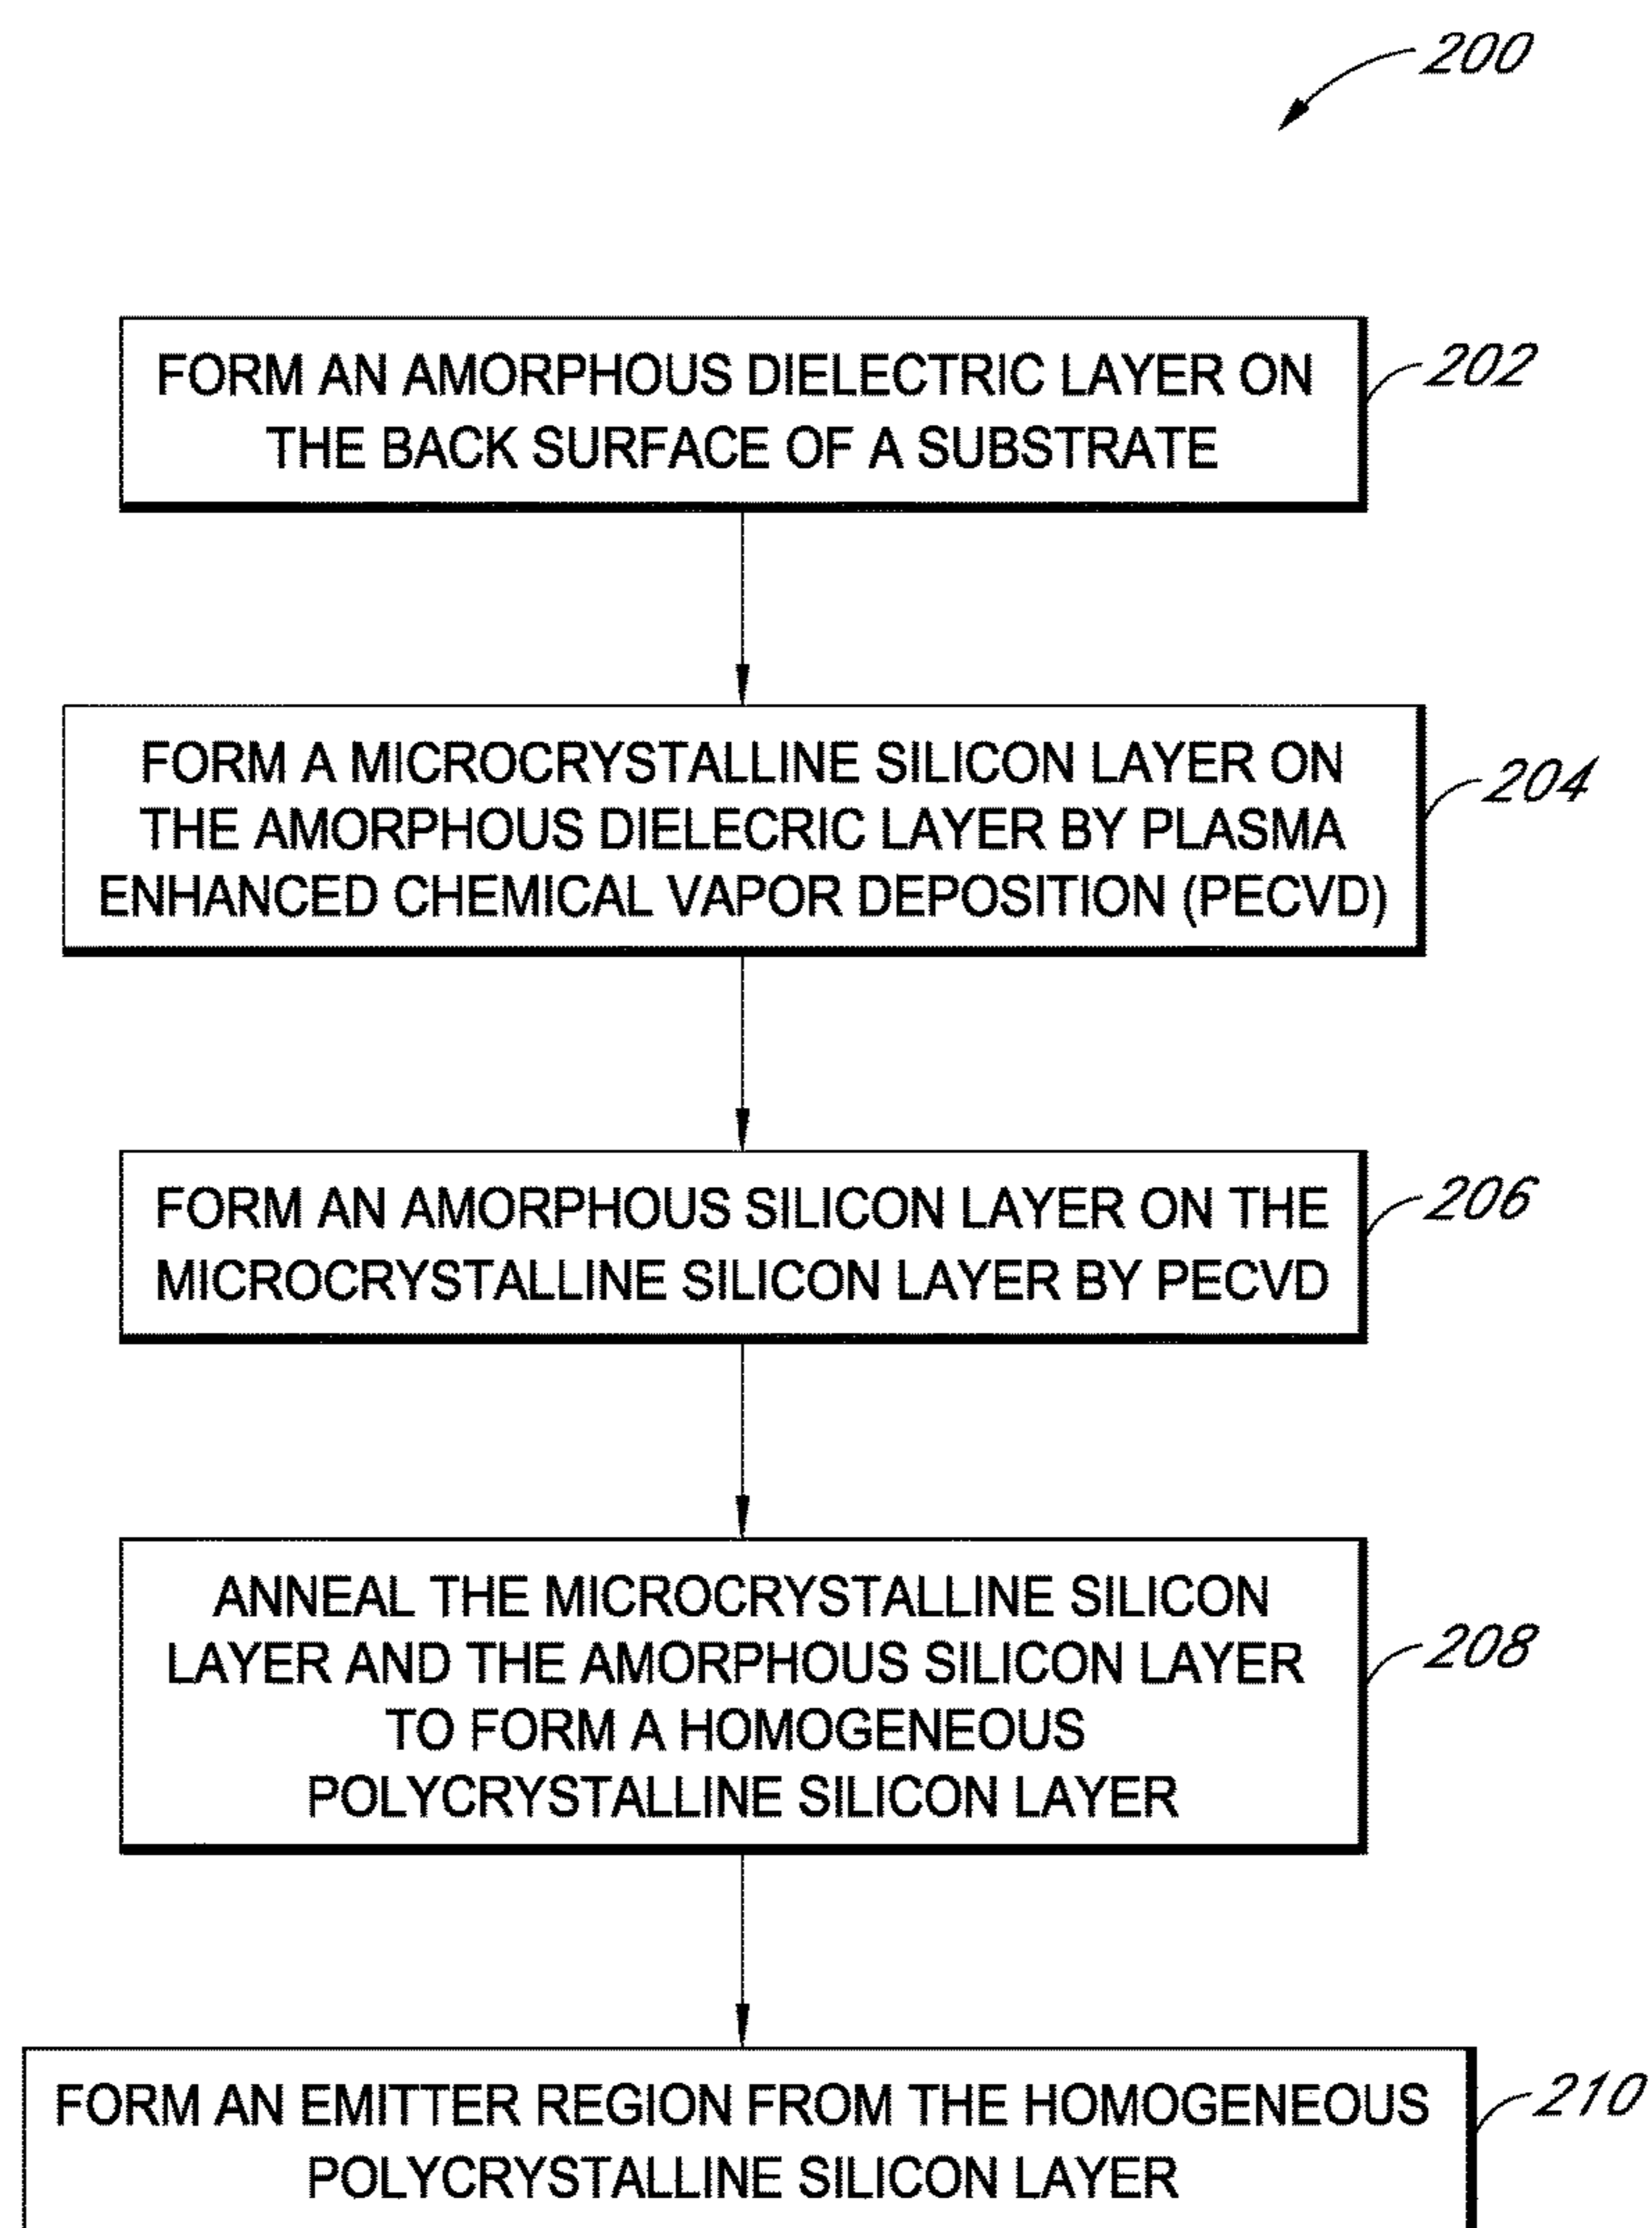 200
FORM AN AMORPHOUS DIELECTRIC LAYER ON
THE BACK SURFACE OF A SUBSTRATE
202
FORM A MICROCRYSTALLINE SILICON LAYER ON
THE AMORPHOUS DIELECRIC LAYER BY PLASMA
ENHANCED CHEMICAL VAPOR DEPOSITION (PECVD)
204
FORM AN AMORPHOUS SILICON LAYER ON THE
MICROCRYSTALLINE SILICON LAYER BY PECVD
206
ANNEAL THE MICROCRYSTALLINE SILICON
LAYER AND THE AMORPHOUS SILICON LAYER
TO FORM A HOMOGENEOUS
POLYCRYSTALLINE SILICON LAYER
208
FORM AN EMITTER REGION FROM THE HOMOGENEOUS
POLYCRYSTALLINE SILICON LAYER
210